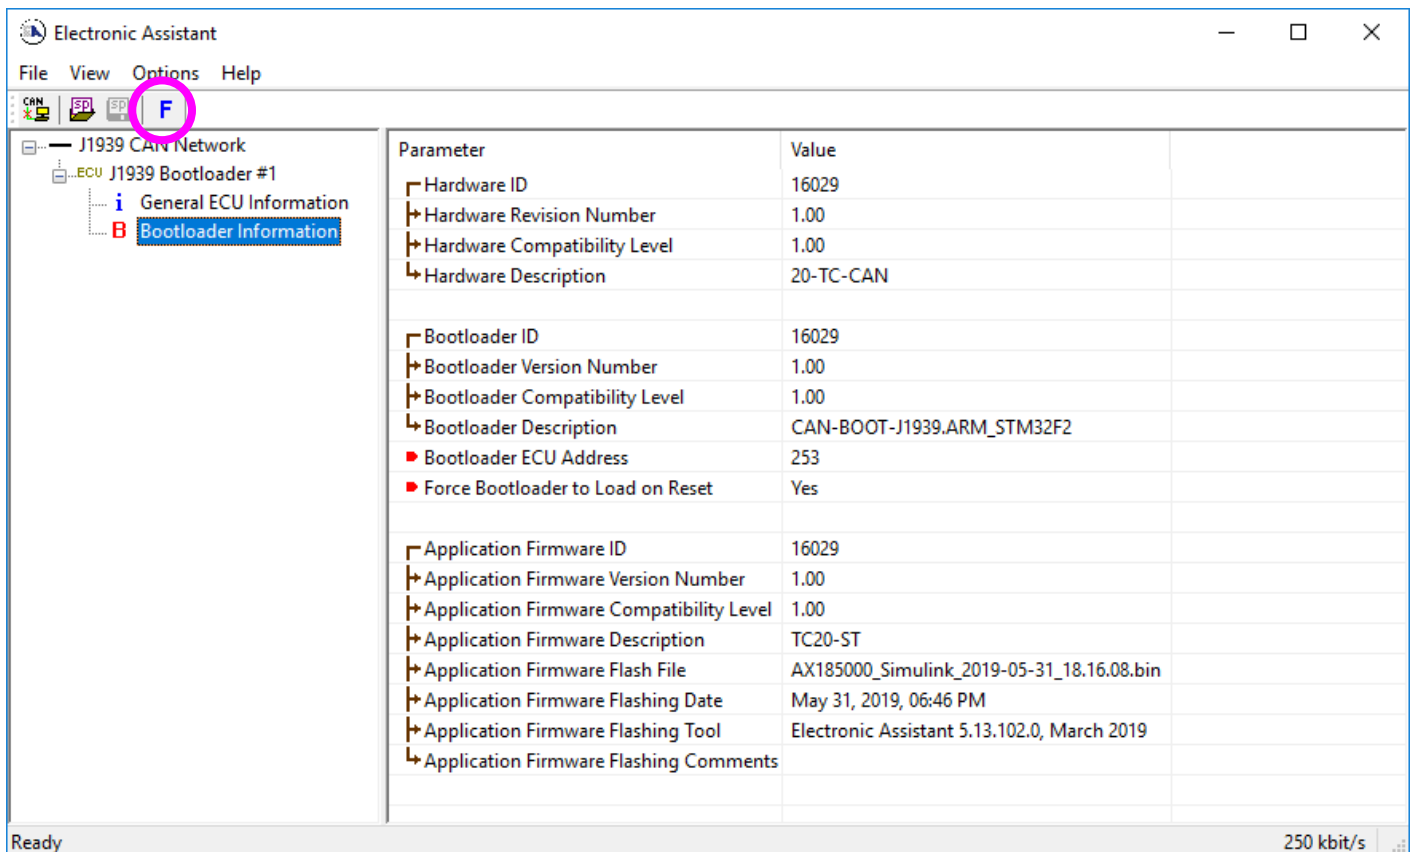 Electronic Assistant
File View Options Help
CAN SP SP F
J1939 CAN Network
ECU J1939 Bootloader #1
i General ECU Information
B Bootloader Information
Parameter Value
Hardware ID 16029
Hardware Revision Number 1.00
Hardware Compatibility Level 1.00
Hardware Description 20-TC-CAN
Bootloader ID 16029
Bootloader Version Number 1.00
Bootloader Compatibility Level 1.00
Bootloader Description CAN-BOOT-J1939.ARM_STM32F2
Bootloader ECU Address 253
Force Bootloader to Load on Reset Yes
Application Firmware ID 16029
Application Firmware Version Number 1.00
Application Firmware Compatibility Level 1.00
Application Firmware Description TC20-ST
Application Firmware Flash File AX185000_Simulink_2019-05-31_18.16.08.bin
Application Firmware Flashing Date May 31, 2019, 06:46 PM
Application Firmware Flashing Tool Electronic Assistant 5.13.102.0, March 2019
Application Firmware Flashing Comments
Ready 250 kbit/s